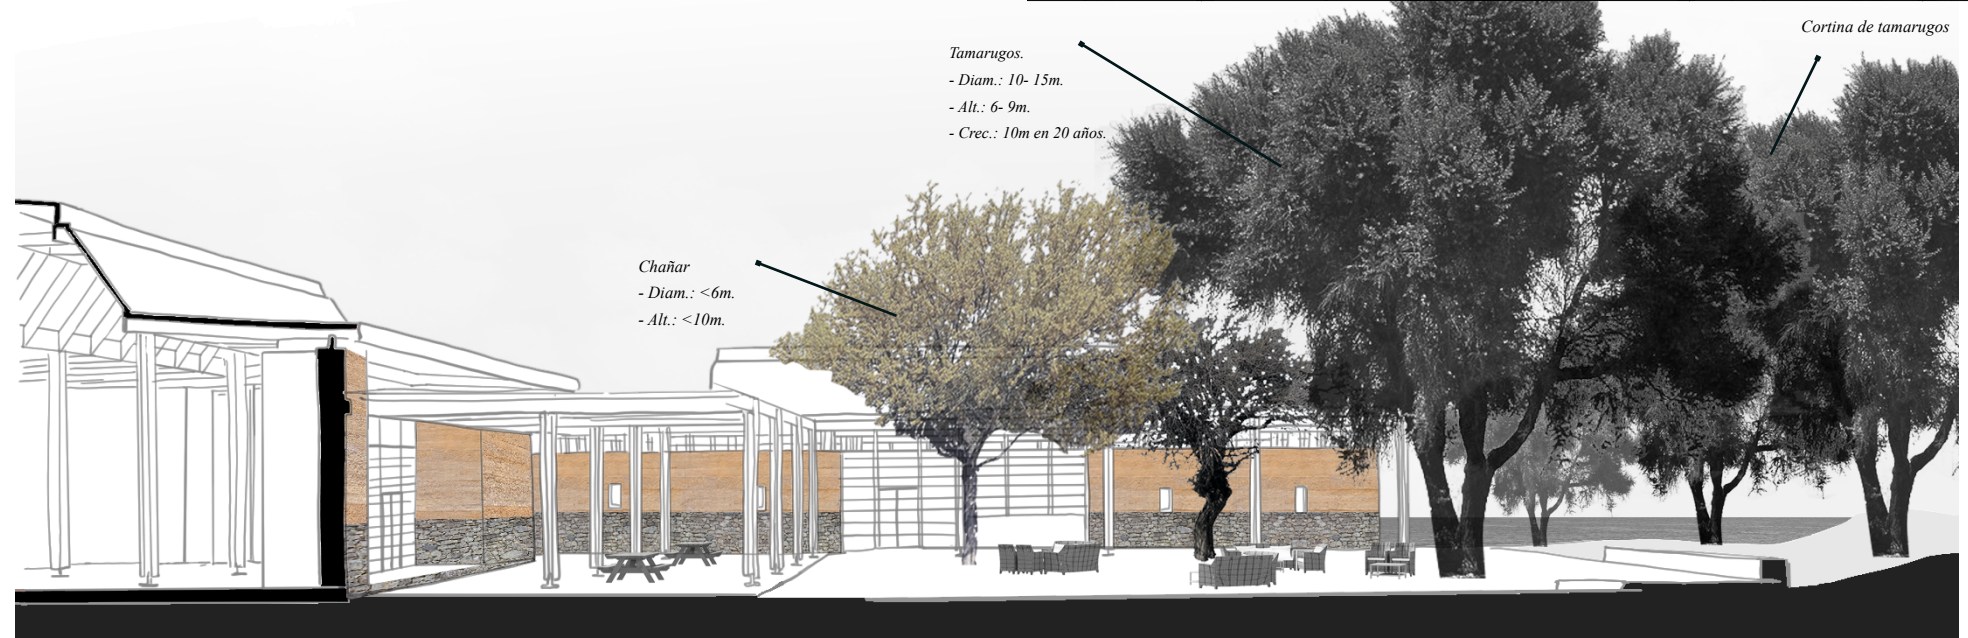 Cortina de tamarugos
Tamarugos.
- Diam.: 10- 15m.
- Alt.: 6- 9m.
- Crec.: 10m en 20 años.
Chañar
- Diam.: <6m.
- Alt.: <10m.